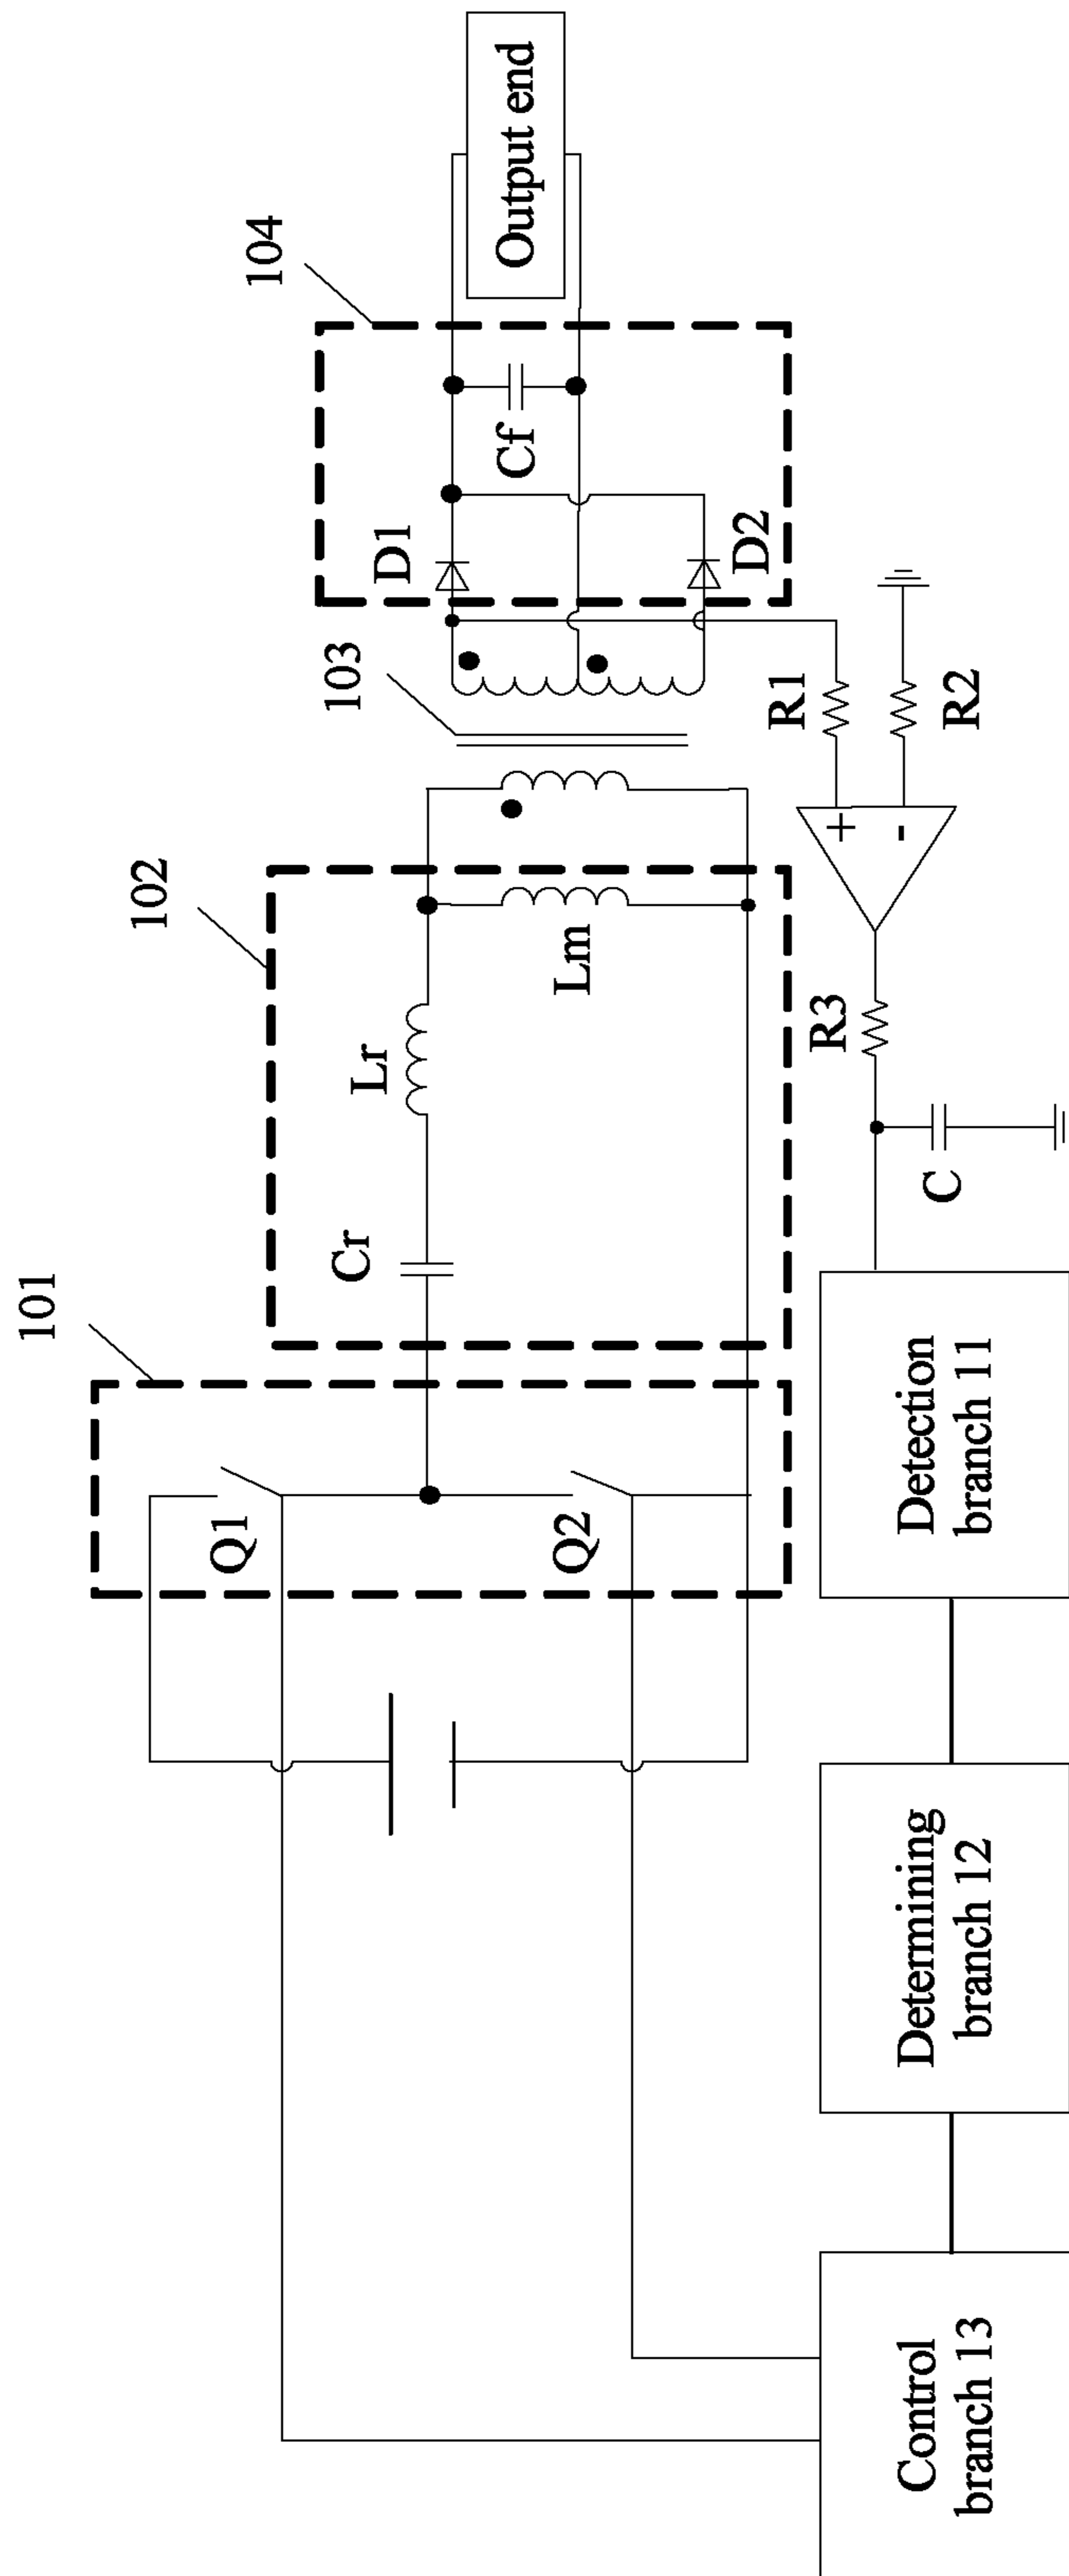 101
102
103
104
Q1
Q2
Cr
Lr
Lm
D1
D2
Cf
Output end
R1
R2
+
-
R3
C
Control
branch 13
Determining
branch 12
Detection
branch 11